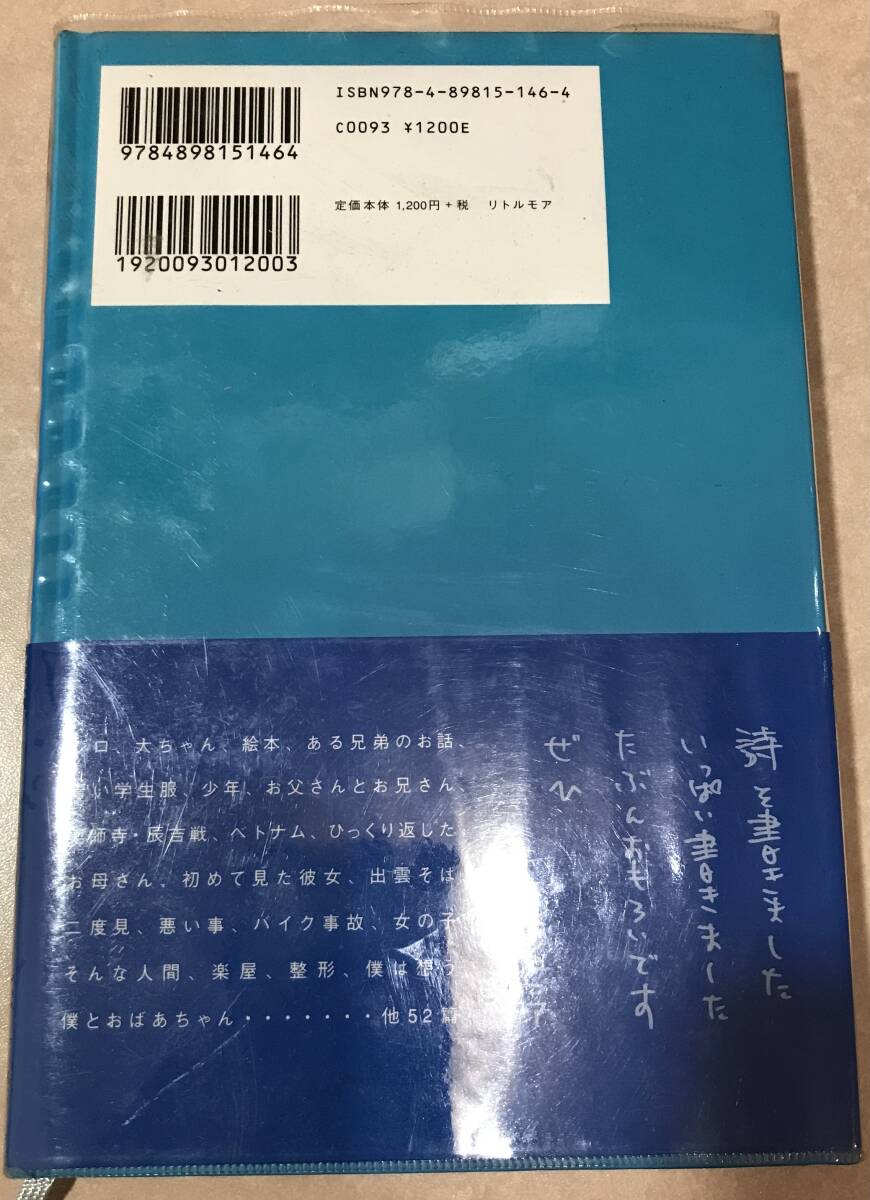 ISBN978-4-89815-146-4
C0093 ¥1200E
9784898151464
定価本体 1,200円+税 リトルモア
1920093012003
ロ、大ちゃん、絵本、ある兄弟のお話、
い学生服、少年、お父さんとお兄さん、
師寺・辰吉戦、ベトナム、ひっくり返した
お母さん、初めて見た彼女、出雲そば
二度見、悪い事、バイク事故、女の子
そんな人間、楽屋、整形、僕は想う
僕とおばあちゃん・・・・・・・他52篇
詩を書きました
いっぱい書きました
たぶんおもろいです
ぜひ